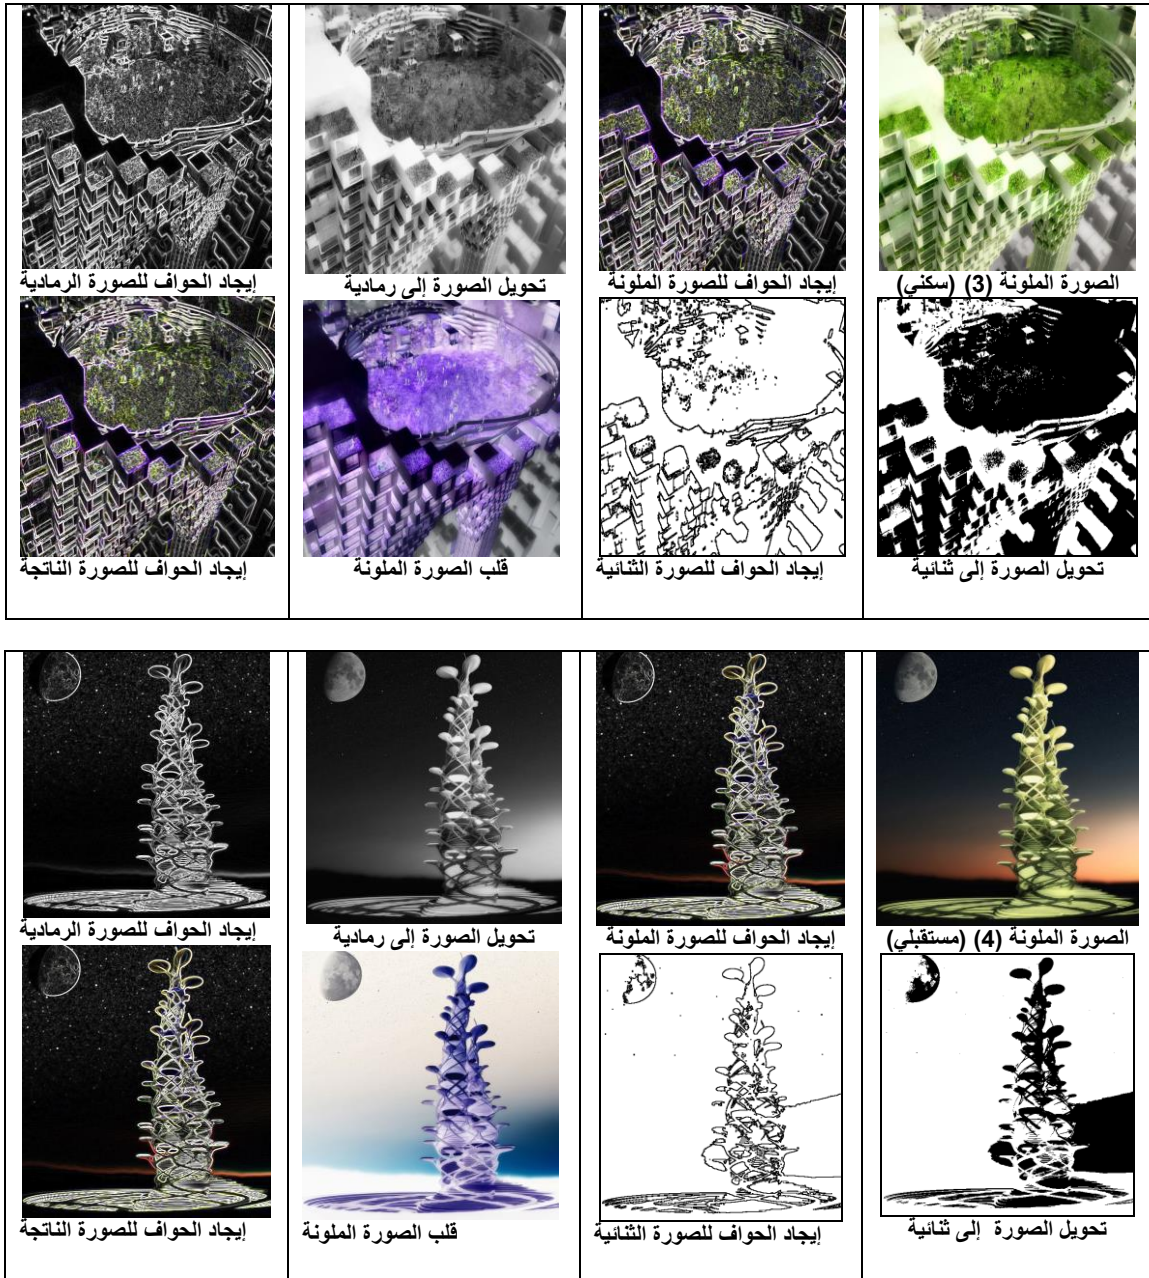 الصورة الملونة (3) (سكني)
إيجاد الحواف للصورة الملونة
تحويل الصورة إلى رمادية
إيجاد الحواف للصورة الرمادية
تحويل الصورة إلى ثنائية
إيجاد الحواف للصورة الثنائية
قلب الصورة الملونة
إيجاد الحواف للصورة الناتجة
الصورة الملونة (4) (مستقبلي)
إيجاد الحواف للصورة الملونة
تحويل الصورة إلى رمادية
إيجاد الحواف للصورة الرمادية
تحويل الصورة إلى ثنائية
إيجاد الحواف للصورة الثنائية
قلب الصورة الملونة
إيجاد الحواف للصورة الناتجة